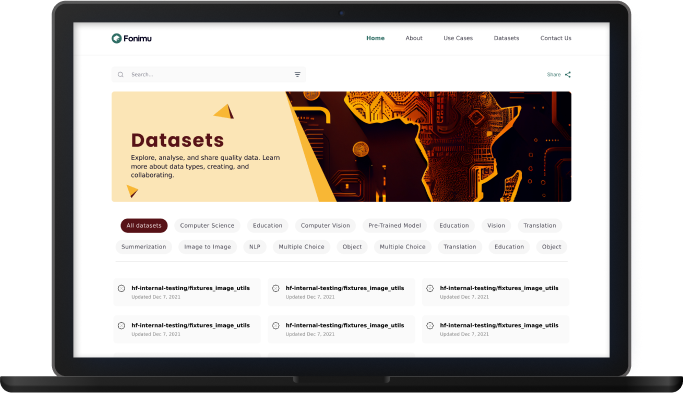 Fonimu
Home About Use Cases Datasets Contact Us
Search... Share
Datasets
Explore, analyse, and share quality data. Learn
more about data types, creating, and
collaborating.
All datasets Computer Science Education Computer Vision Pre-Trained Model Education Vision Translation
Summerization Image to Image NLP Multiple Choice Object Multiple Choice Translation Education Object
hf-internal-testing/fixtures_image_utils hf-internal-testing/fixtures_image_utils hf-internal-testing/fixtures_image_utils
Updated Dec 7, 2021 Updated Dec 7, 2021 Updated Dec 7, 2021
hf-internal-testing/fixtures_image_utils hf-internal-testing/fixtures_image_utils hf-internal-testing/fixtures_image_utils
Updated Dec 7, 2021 Updated Dec 7, 2021 Updated Dec 7, 2021